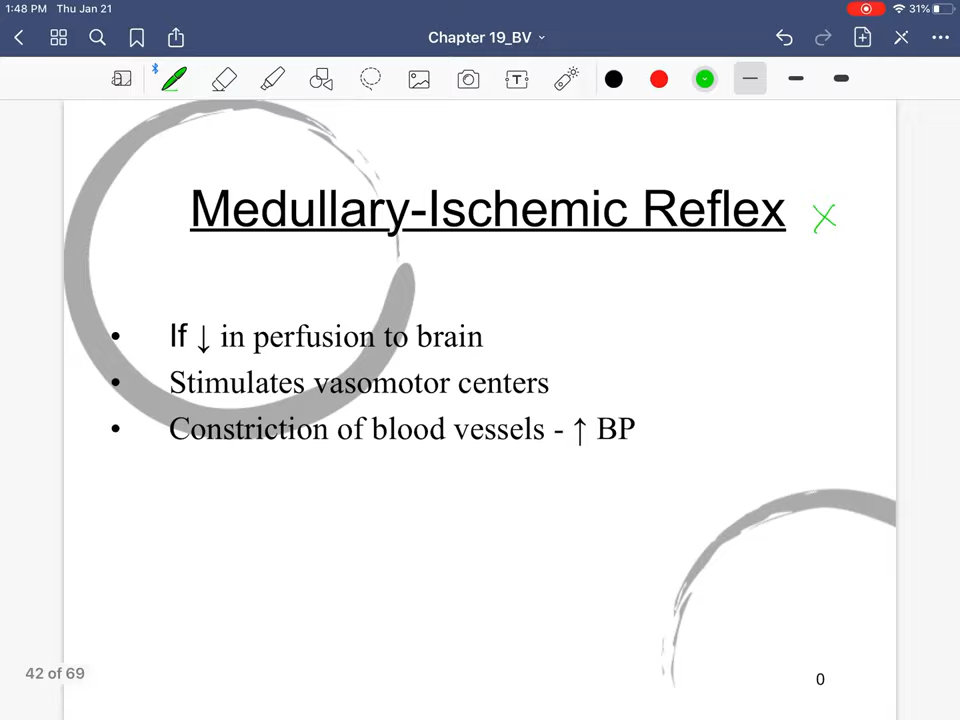 1:48 PM Thu Jan 21
31%
Chapter 19_BV
Medullary-Ischemic Reflex X
• If ↓ in perfusion to brain
• Stimulates vasomotor centers
• Constriction of blood vessels - ↑ BP
42 of 69
0